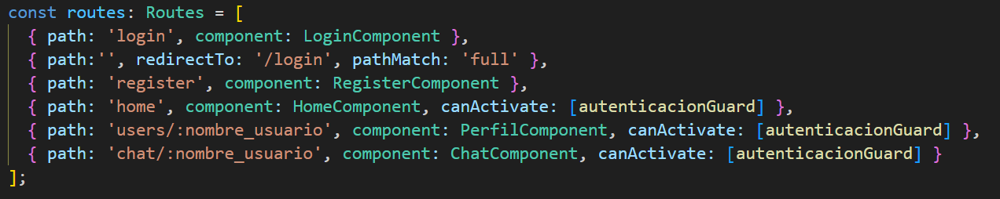 const routes: Routes = [
  { path: 'login', component: LoginComponent },
  { path:'', redirectTo: '/login', pathMatch: 'full' },
  { path: 'register', component: RegisterComponent },
  { path: 'home', component: HomeComponent, canActivate: [autenticacionGuard] },
  { path: 'users/:nombre_usuario', component: PerfilComponent, canActivate: [autenticacionGuard] },
  { path: 'chat/:nombre_usuario', component: ChatComponent, canActivate: [autenticacionGuard] }
];